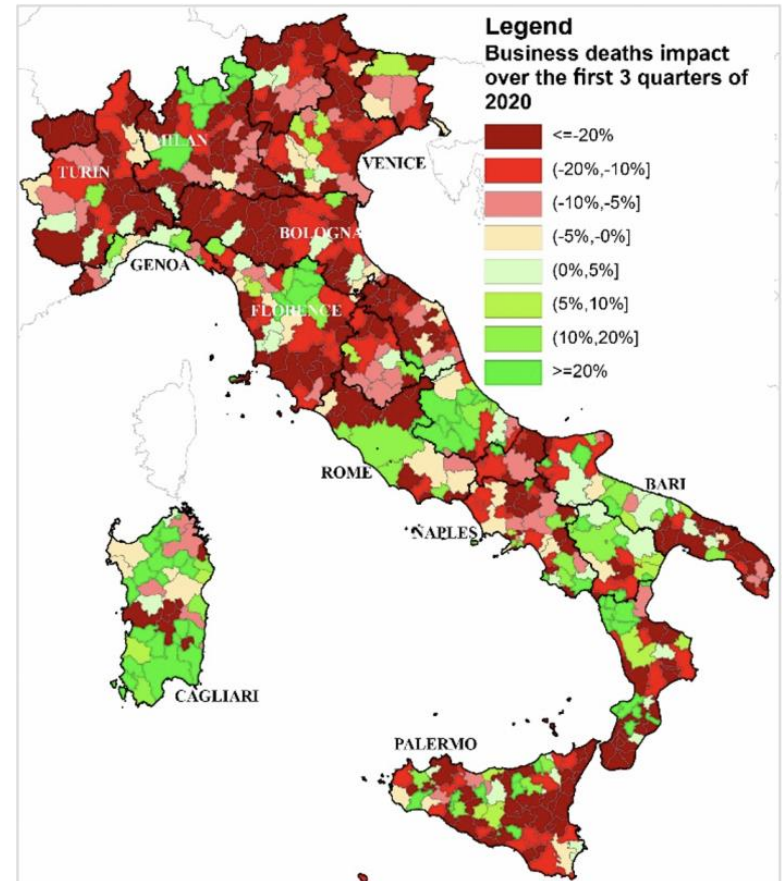 Legend
Business deaths impact
over the first 3 quarters of
2020
<=-20%
(-20%,-10%]
(-10%,-5%]
(-5%,-0%]
(0%,5%]
(5%,10%]
(10%,20%]
>=20%
MILAN
VENICE
TURIN
BOLOGNA
GENOA
FLORENCE
ROME
BARI
NAPLES
CAGLIARI
PALERMO